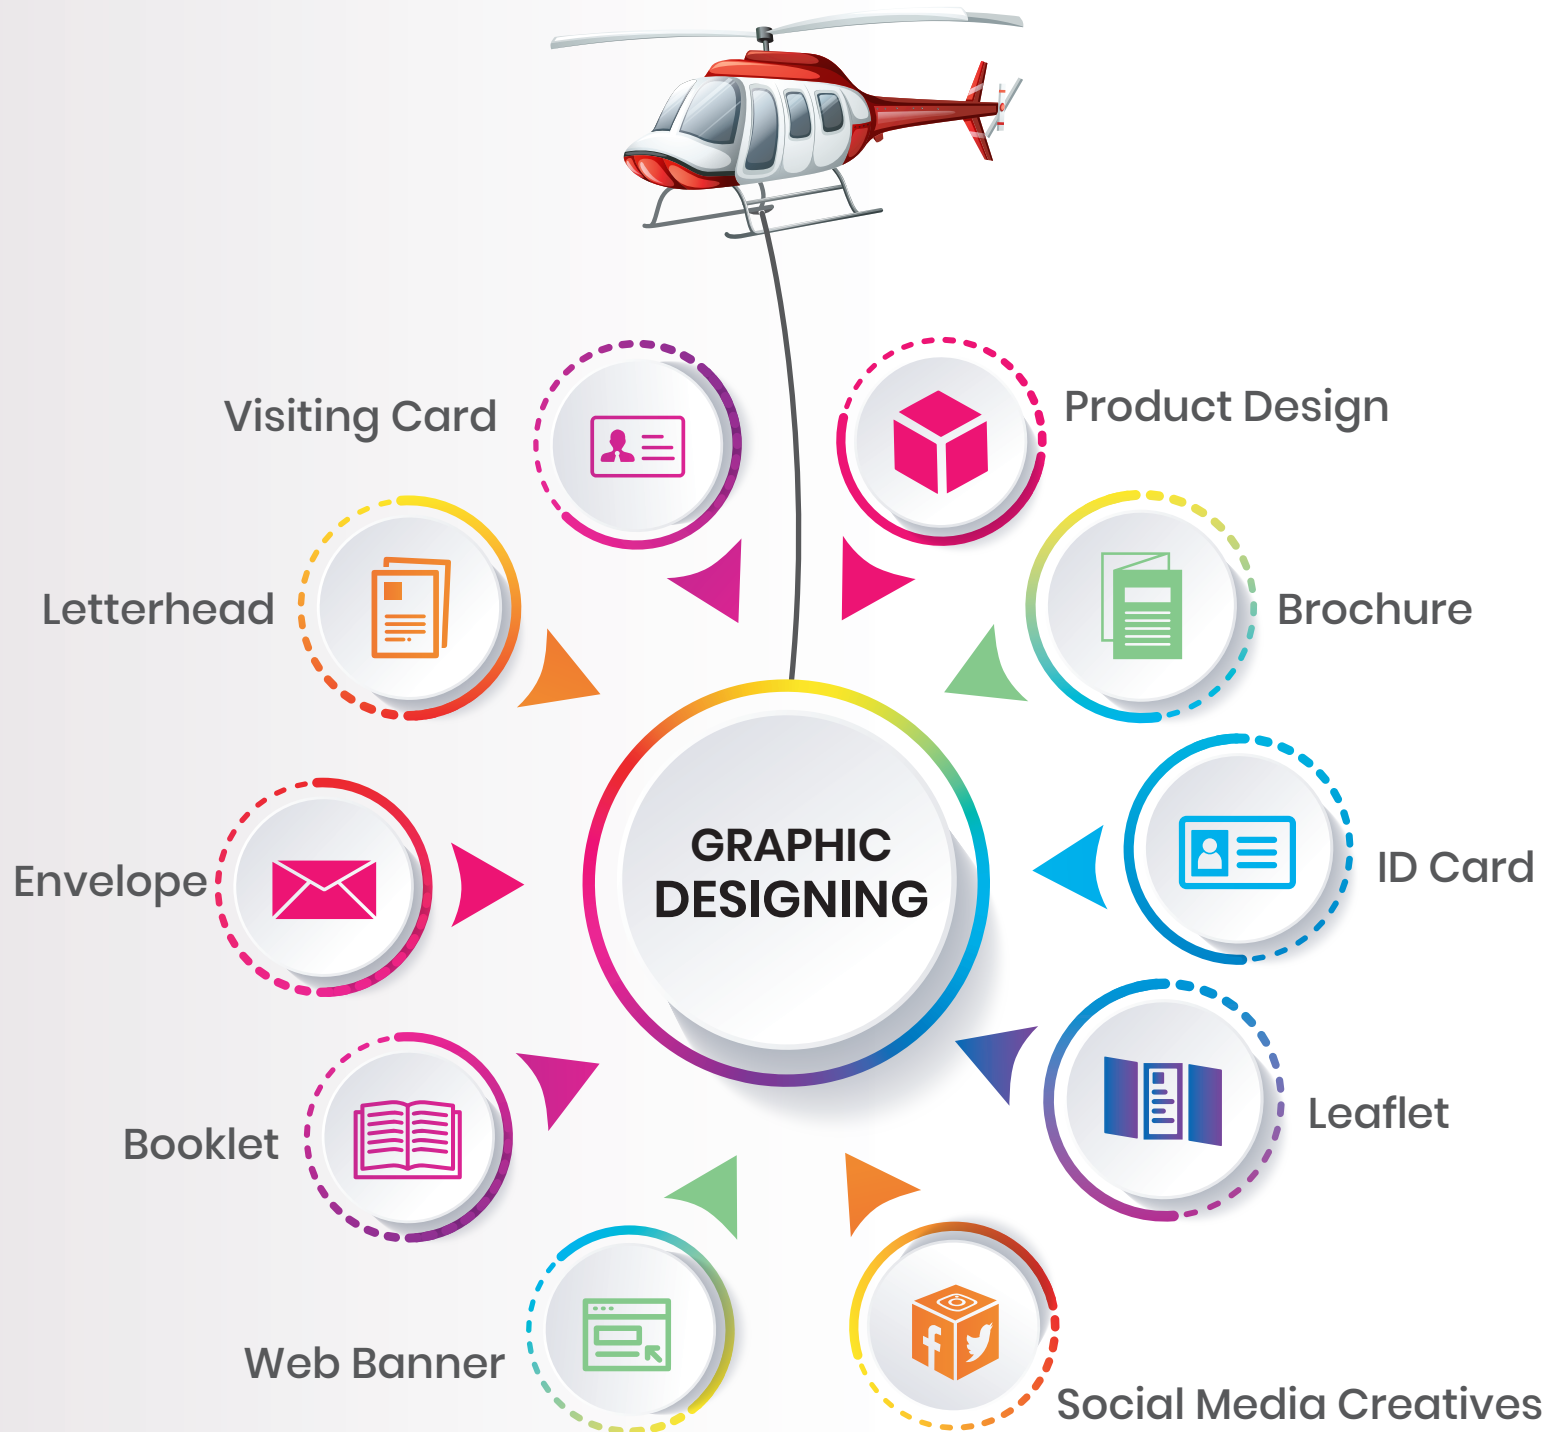 Visiting Card
Product Design
Letterhead
Brochure
GRAPHIC
DESIGNING
Envelope
ID Card
Booklet
Leaflet
Web Banner
Social Media Creatives